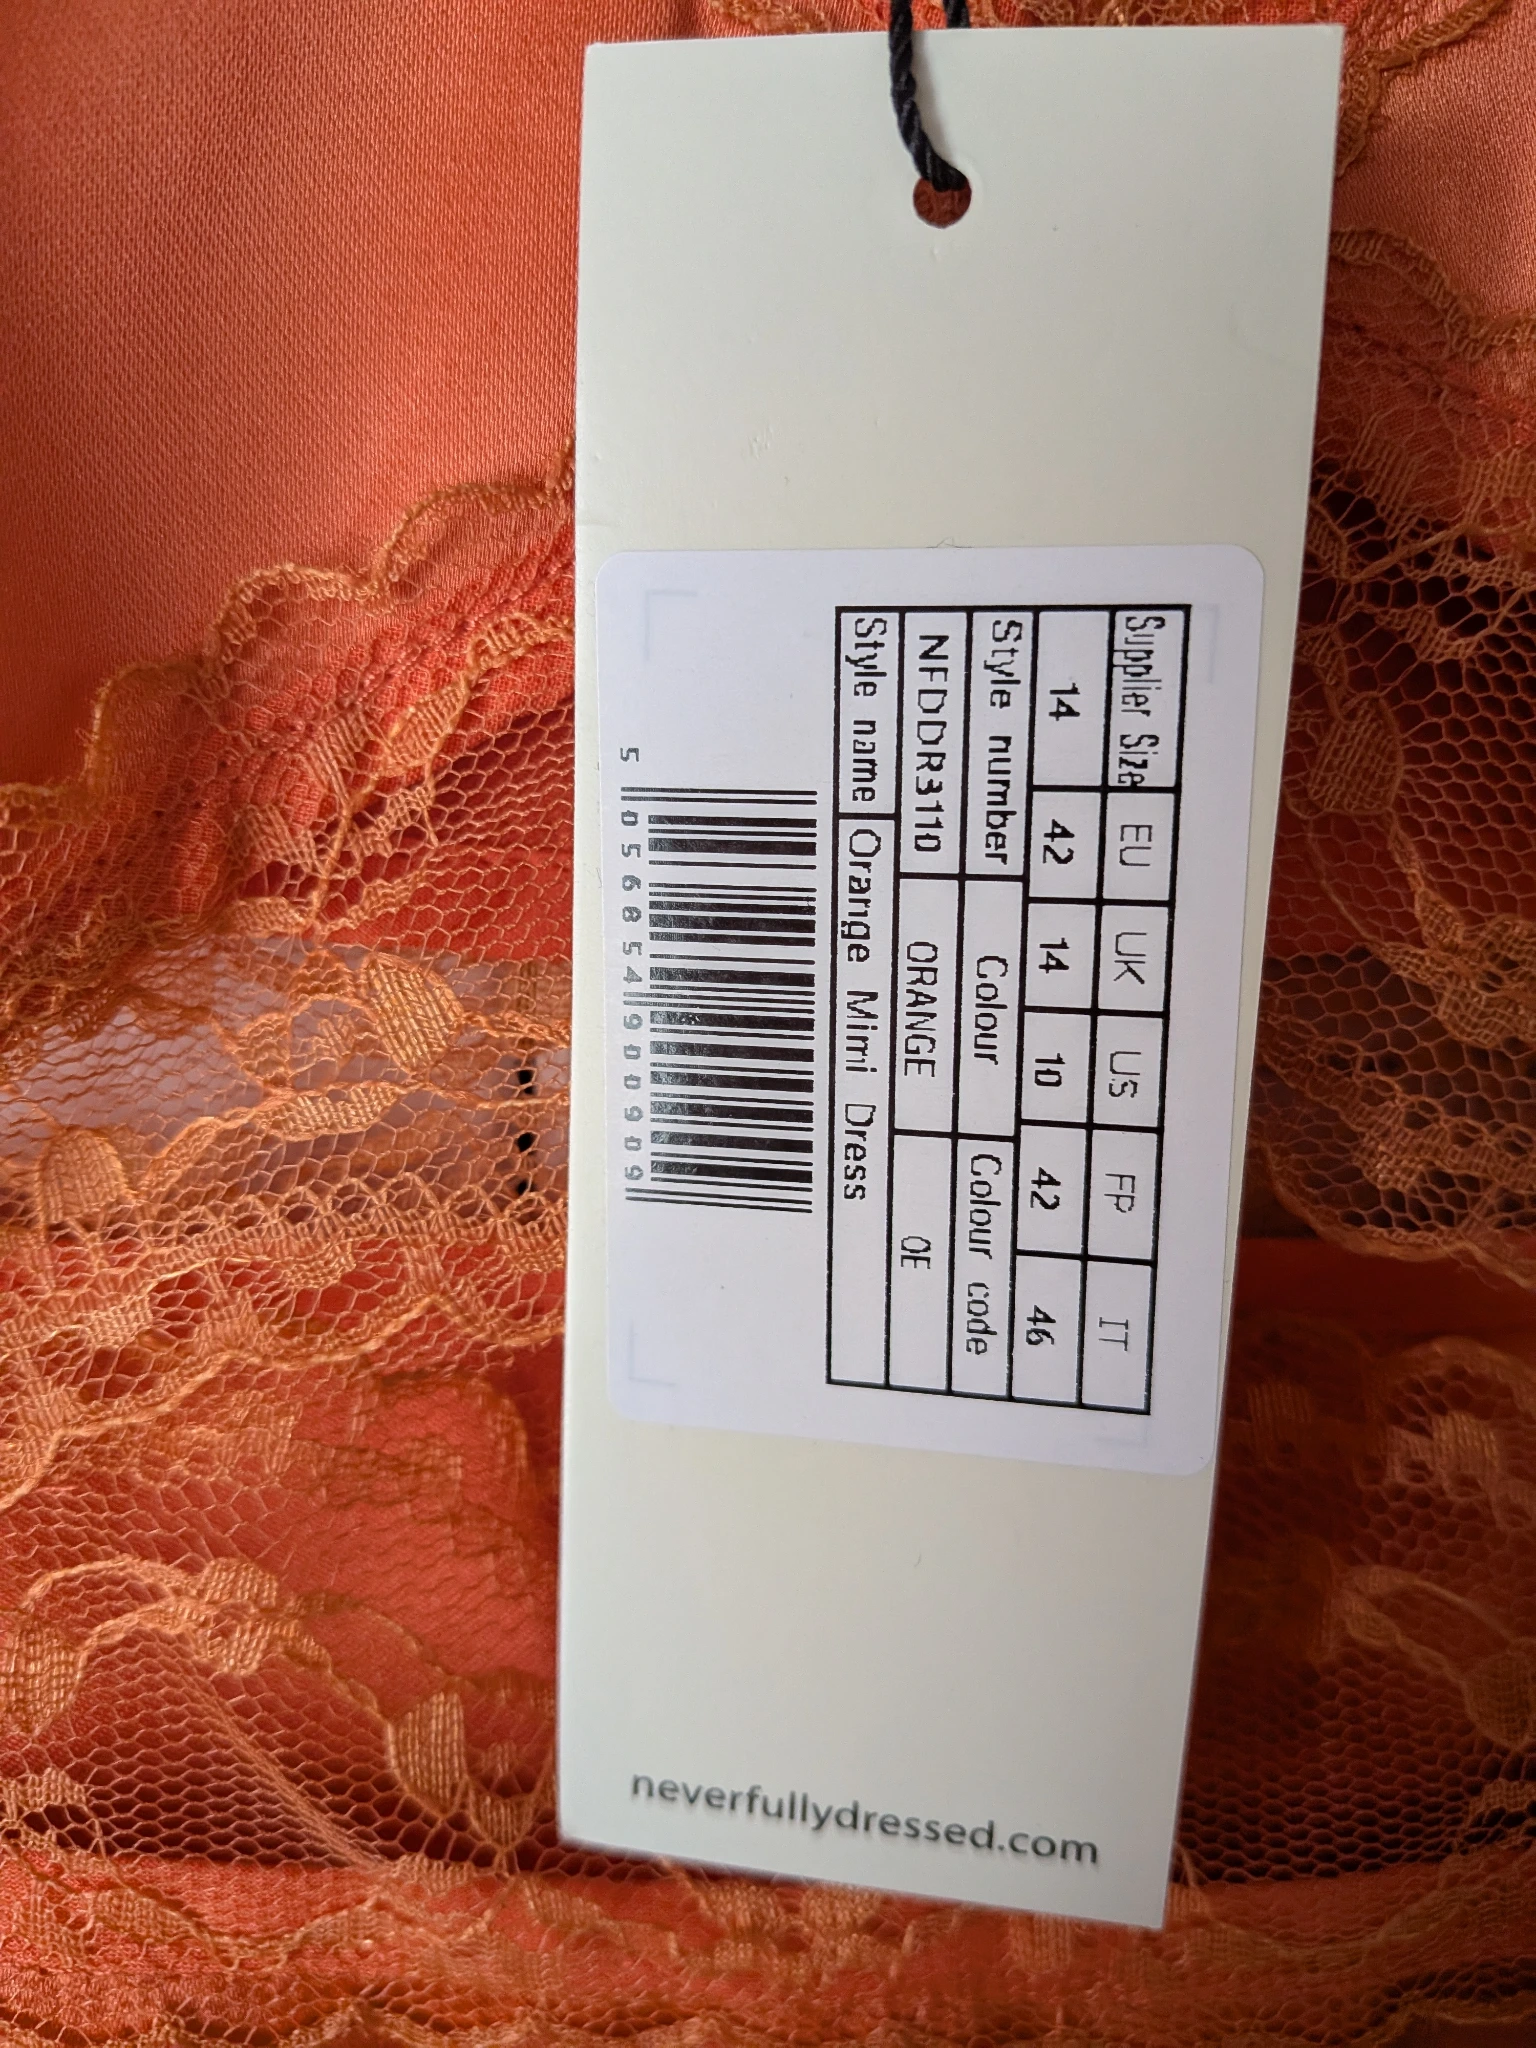 Supplier Size EU UK US FP IT
14 42 14 10 42 46
Style number Colour Colour code
NFDDR3110 ORANGE OE
Style name Orange Mimi Dress
5 056854 900909
neverfullydressed.com